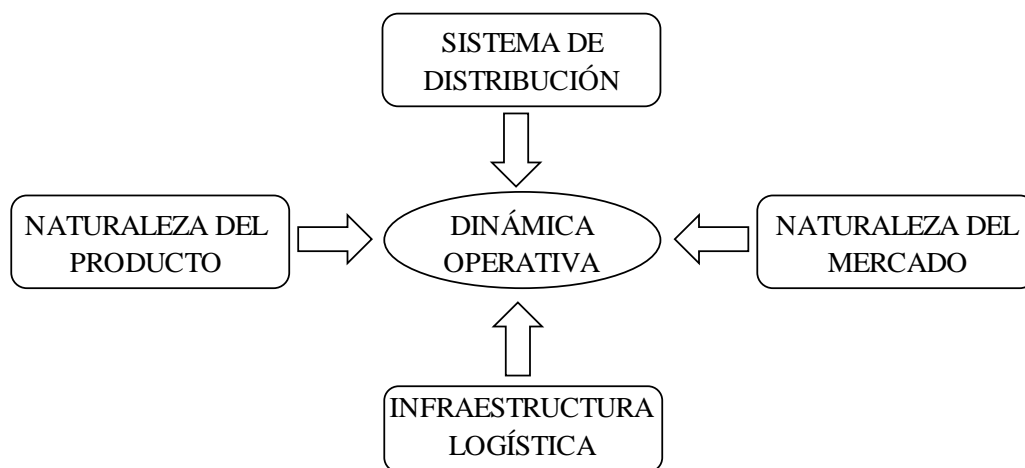 SISTEMA DE
DISTRIBUCIÓN
NATURALEZA DEL
PRODUCTO
DINÁMICA
OPERATIVA
NATURALEZA DEL
MERCADO
INFRAESTRUCTURA
LOGÍSTICA